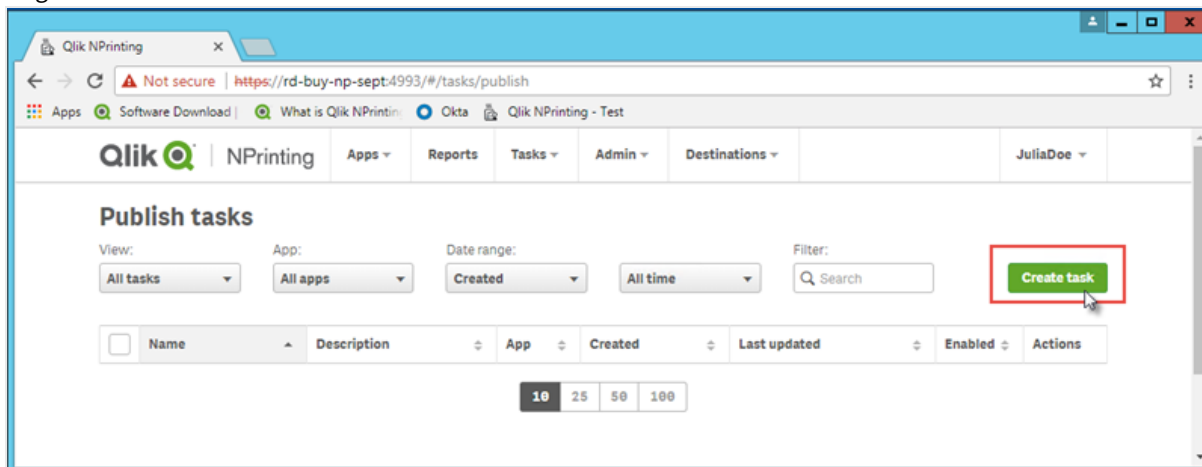 Qlik NPrinting
Not secure | https://rd-buy-np-sept:4993/#/tasks/publish
Apps Software Download | What is Qlik NPrinting Okta Qlik NPrinting - Test
Qlik NPrinting Apps Reports Tasks Admin Destinations JuliaDoe
Publish tasks
View: App: Date range: Filter:
All tasks All apps Created All time Search Create task
Name Description App Created Last updated Enabled Actions
10 25 50 100